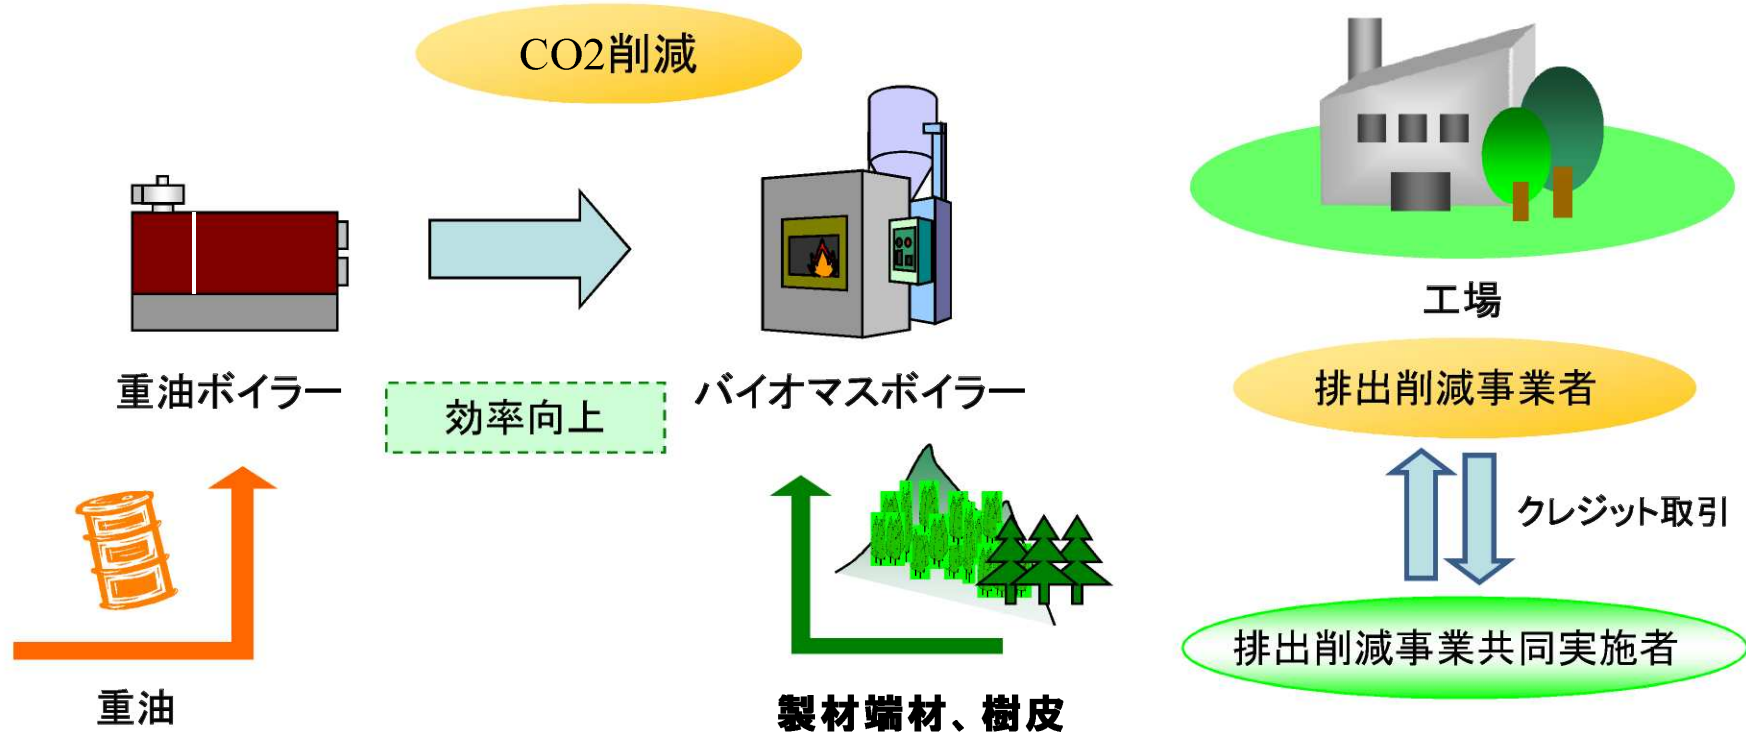 CO2削減
重油ボイラー
効率向上
バイオマスボイラー
重油
製材端材、樹皮
工場
排出削減事業者
クレジット取引
排出削減事業共同実施者